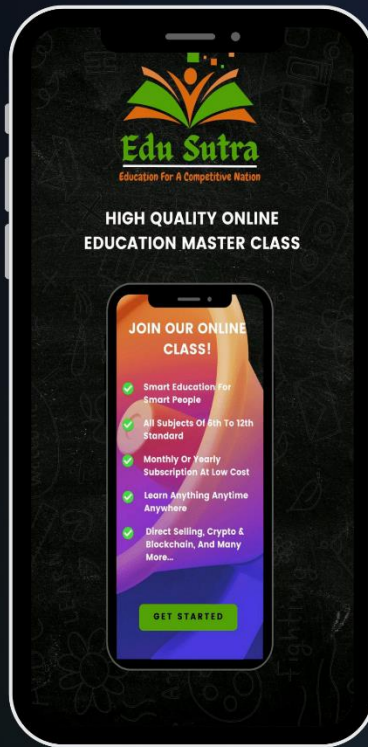 Edu Sutra
Education For A Competitive Nation
HIGH QUALITY ONLINE
EDUCATION MASTER CLASS
JOIN OUR ONLINE
CLASS!
Smart Education For
Smart People
All Subjects Of 6th To 12th
Standard
Monthly Or Yearly
Subscription At Low Cost
Learn Anything Anytime
Anywhere
Direct Selling, Crypto &
Blockchain, And Many
More...
GET STARTED